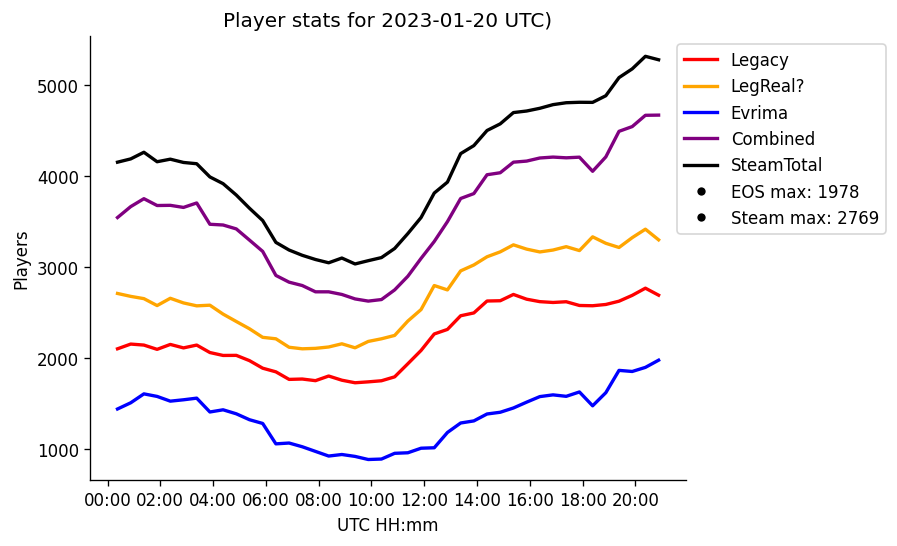 Player stats for 2023-01-20 UTC)
Legacy
LegReal?
Evrima
Combined
SteamTotal
EOS max: 1978
Steam max: 2769
5000
4000
3000
2000
1000
Players
00:00 02:00 04:00 06:00 08:00 10:00 12:00 14:00 16:00 18:00 20:00
UTC HH:mm